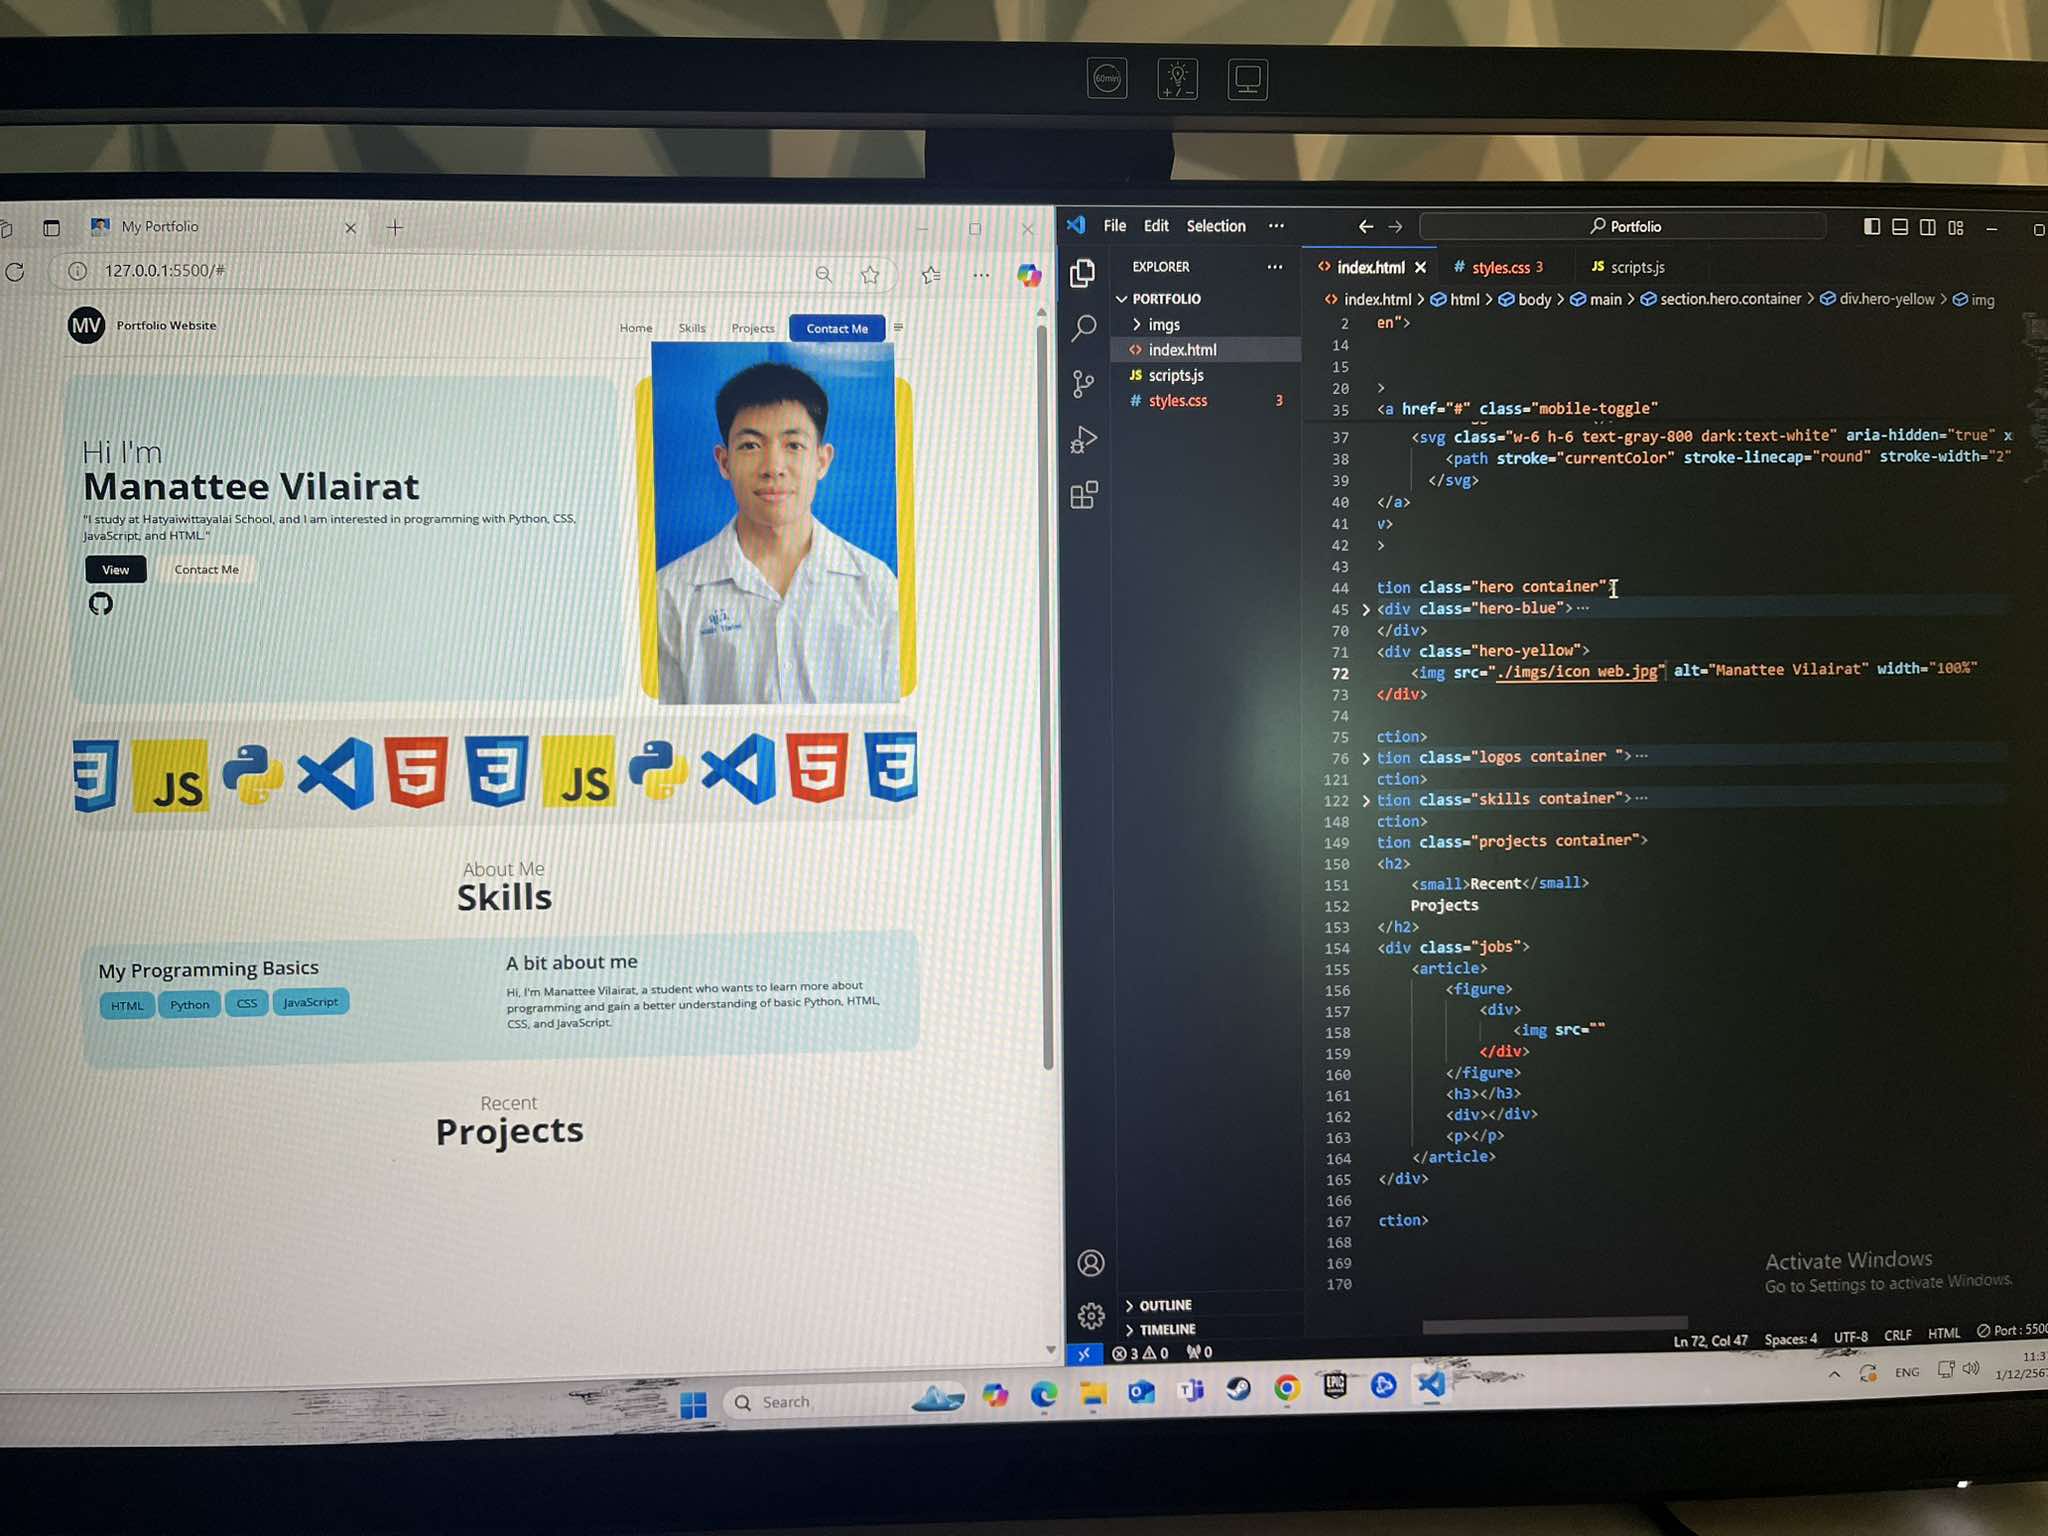 60min
+ / -
My Portfolio
127.0.0.1:5500/#
MV
Portfolio Website
Home
Skills
Projects
Contact Me
Hi I'm
Manattee Vilairat
"I study at Hatyaiwittayalai School, and I am interested in programming with Python, CSS,
JavaScript, and HTML."
View
Contact Me
JS
JS
About Me
Skills
My Programming Basics
HTML
Python
CSS
JavaScript
A bit about me
Hi, I'm Manattee Vilairat, a student who wants to learn more about
programming and gain a better understanding of basic Python, HTML,
CSS, and JavaScript.
Recent
Projects
File Edit Selection ···
Portfolio
EXPLORER ···
PORTFOLIO
imgs
<> index.html
JS scripts.js
# styles.css 3
OUTLINE
TIMELINE
<> index.html
# styles.css 3
JS scripts.js
<> index.html > html > body > main > section.hero.container > div.hero-yellow > img
2 en">
14
15
20 >
35 <a href="#" class="mobile-toggle"
37 <svg class="w-6 h-6 text-gray-800 dark:text-white" aria-hidden="true" x
38 <path stroke="currentColor" stroke-linecap="round" stroke-width="2"
39 </svg>
40 </a>
41 v>
42 >
43
44 tion class="hero container">
45 <div class="hero-blue">···
70 </div>
71 <div class="hero-yellow">
72 <img src="./imgs/icon web.jpg" alt="Manattee Vilairat" width="100%"
73 </div>
74
75 ction>
76 tion class="logos container ">···
121 ction>
122 tion class="skills container">···
148 ction>
149 tion class="projects container">
150 <h2>
151 <small>Recent</small>
152 Projects
153 </h2>
154 <div class="jobs">
155 <article>
156 <figure>
157 <div>
158 <img src=""
159 </div>
160 </figure>
161 <h3></h3>
162 <div></div>
163 <p></p>
164 </article>
165 </div>
166
167 ction>
168
169
170
Activate Windows
Go to Settings to activate Windows.
3 0 0
Ln 72, Col 47 Spaces: 4 UTF-8 CRLF HTML Port : 5500
Search
EPIC
ENG
11:3
1/12/256